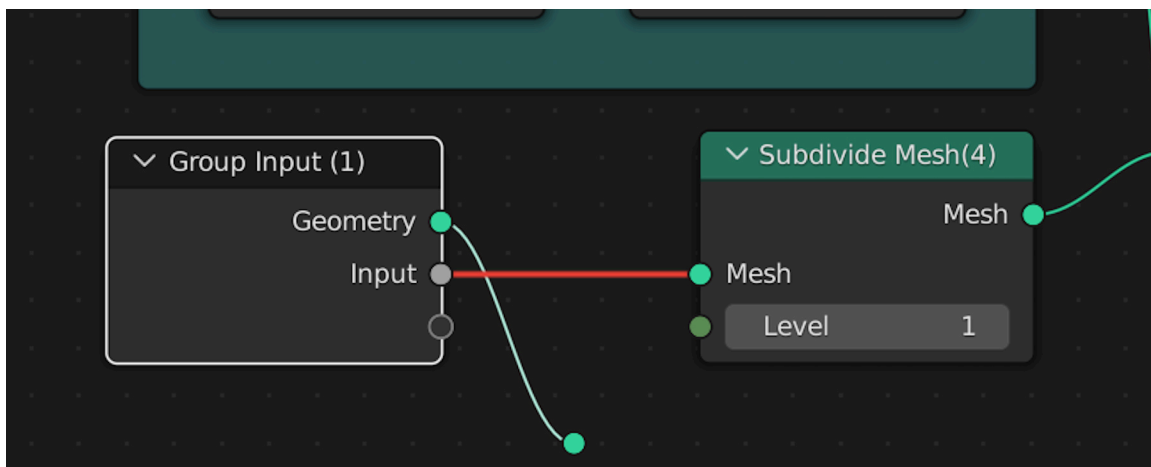 Group Input (1)
Geometry
Input
Subdivide Mesh(4)
Mesh
Mesh
Level 1